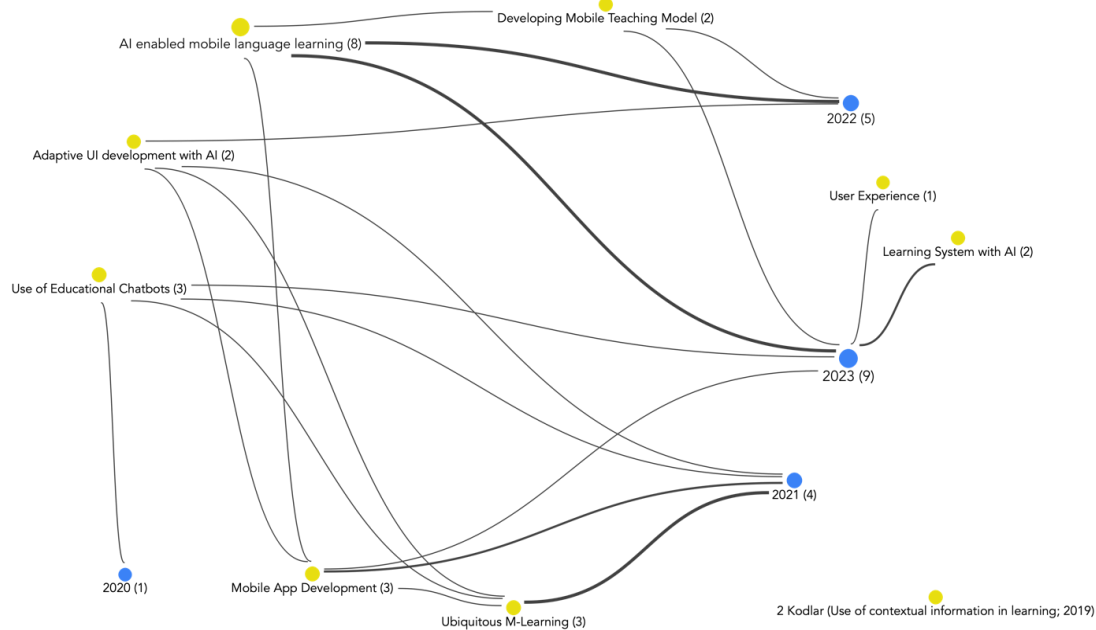 Developing Mobile Teaching Model (2)
AI enabled mobile language learning (8)
2022 (5)
Adaptive UI development with AI (2)
User Experience (1)
Learning System with AI (2)
Use of Educational Chatbots (3)
2023 (9)
2021 (4)
2020 (1)
Mobile App Development (3)
2 Kodlar (Use of contextual information in learning; 2019)
Ubiquitous M-Learning (3)